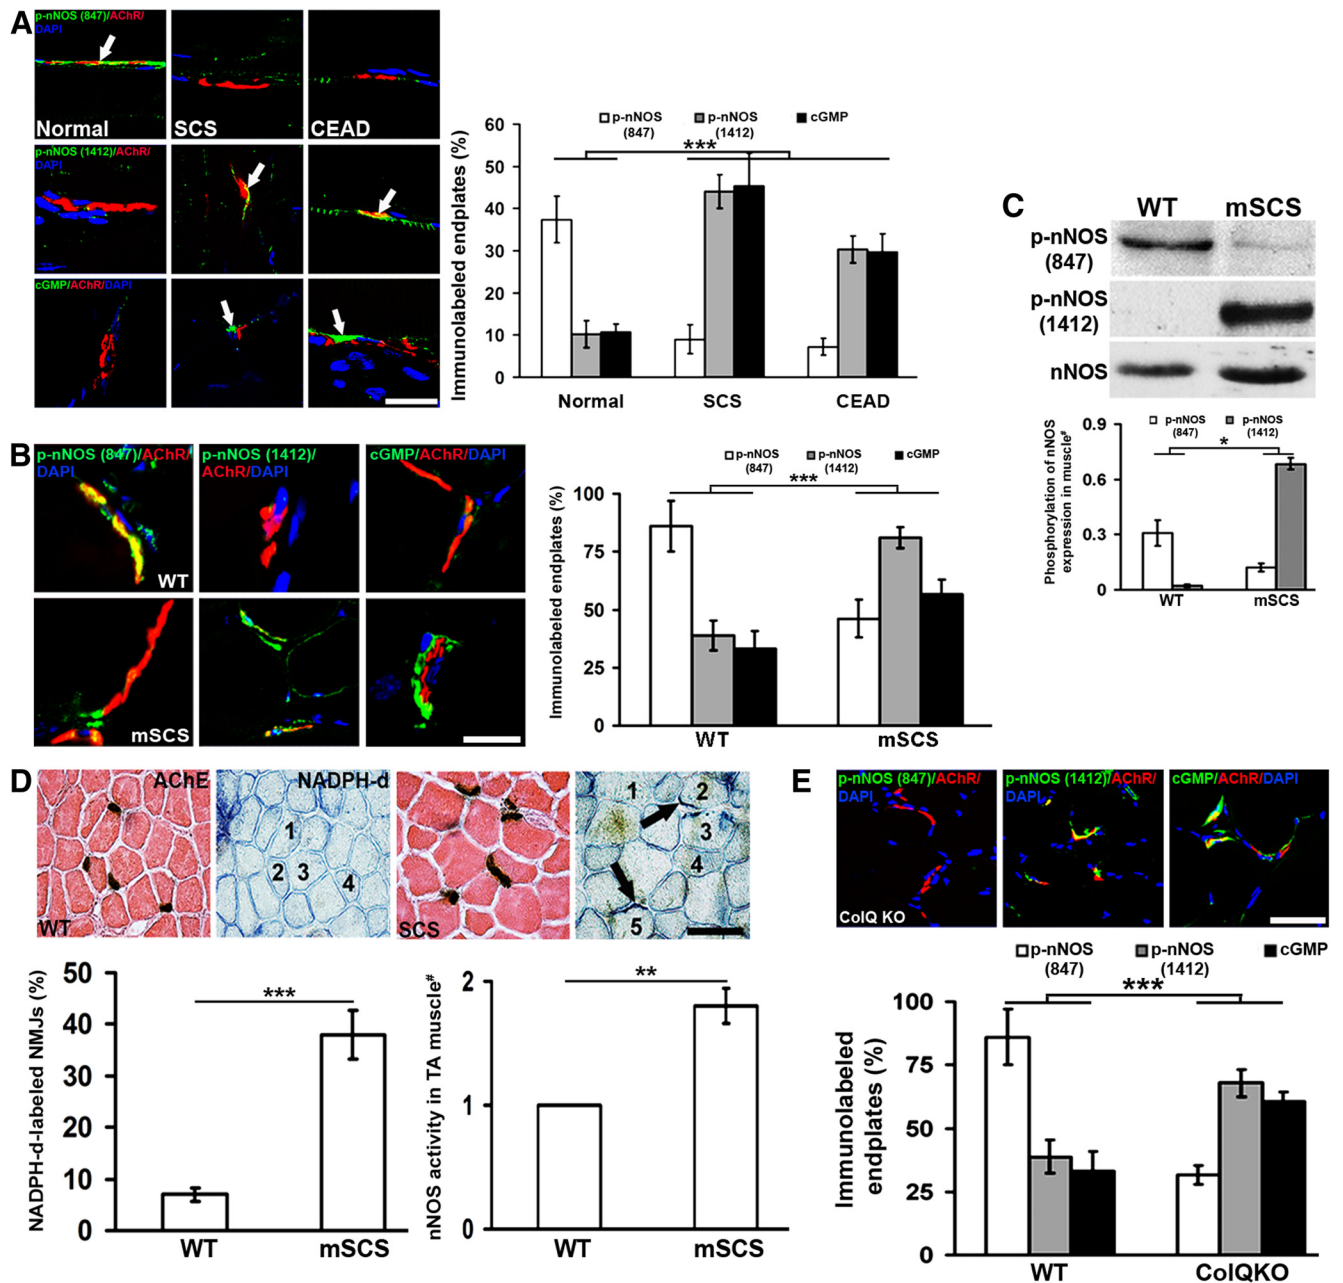 A
p-nNOS (847)/AChR/
DAPI
Normal
SCS
CEAD
p-nNOS (1412)/AChR/
DAPI
cGMP/AChR/DAPI
p-nNOS
(847)
p-nNOS
(1412)
cGMP
***
Immunolabeled endplates (%)
60
50
40
30
20
10
0
Normal
SCS
CEAD
B
p-nNOS (847)/AChR/
DAPI
WT
p-nNOS (1412)/
AChR/DAPI
cGMP/AChR/DAPI
mSCS
p-nNOS
(847)
p-nNOS
(1412)
cGMP
***
Immunolabeled endplates (%)
100
75
50
25
0
WT
mSCS
C
WT
mSCS
p-nNOS
(847)
p-nNOS
(1412)
nNOS
p-nNOS
(847)
p-nNOS
(1412)
*
Phosphorylation of nNOS
expression in muscle#
0.9
0.6
0.3
0
WT
mSCS
D
AChE
WT
NADPH-d
1
2
3
4
SCS
1
2
3
4
5
NADPH-d-labeled NMJs (%)
50
40
30
20
10
0
***
WT
mSCS
nNOS activity in TA muscle#
2
1
0
**
WT
mSCS
E
p-nNOS (847)/AChR/
DAPI
ColQ KO
p-nNOS (1412)/AChR/
DAPI
cGMP/AChR/DAPI
p-nNOS
(847)
p-nNOS
(1412)
cGMP
***
Immunolabeled
endplates (%)
100
75
50
25
0
WT
ColQKO